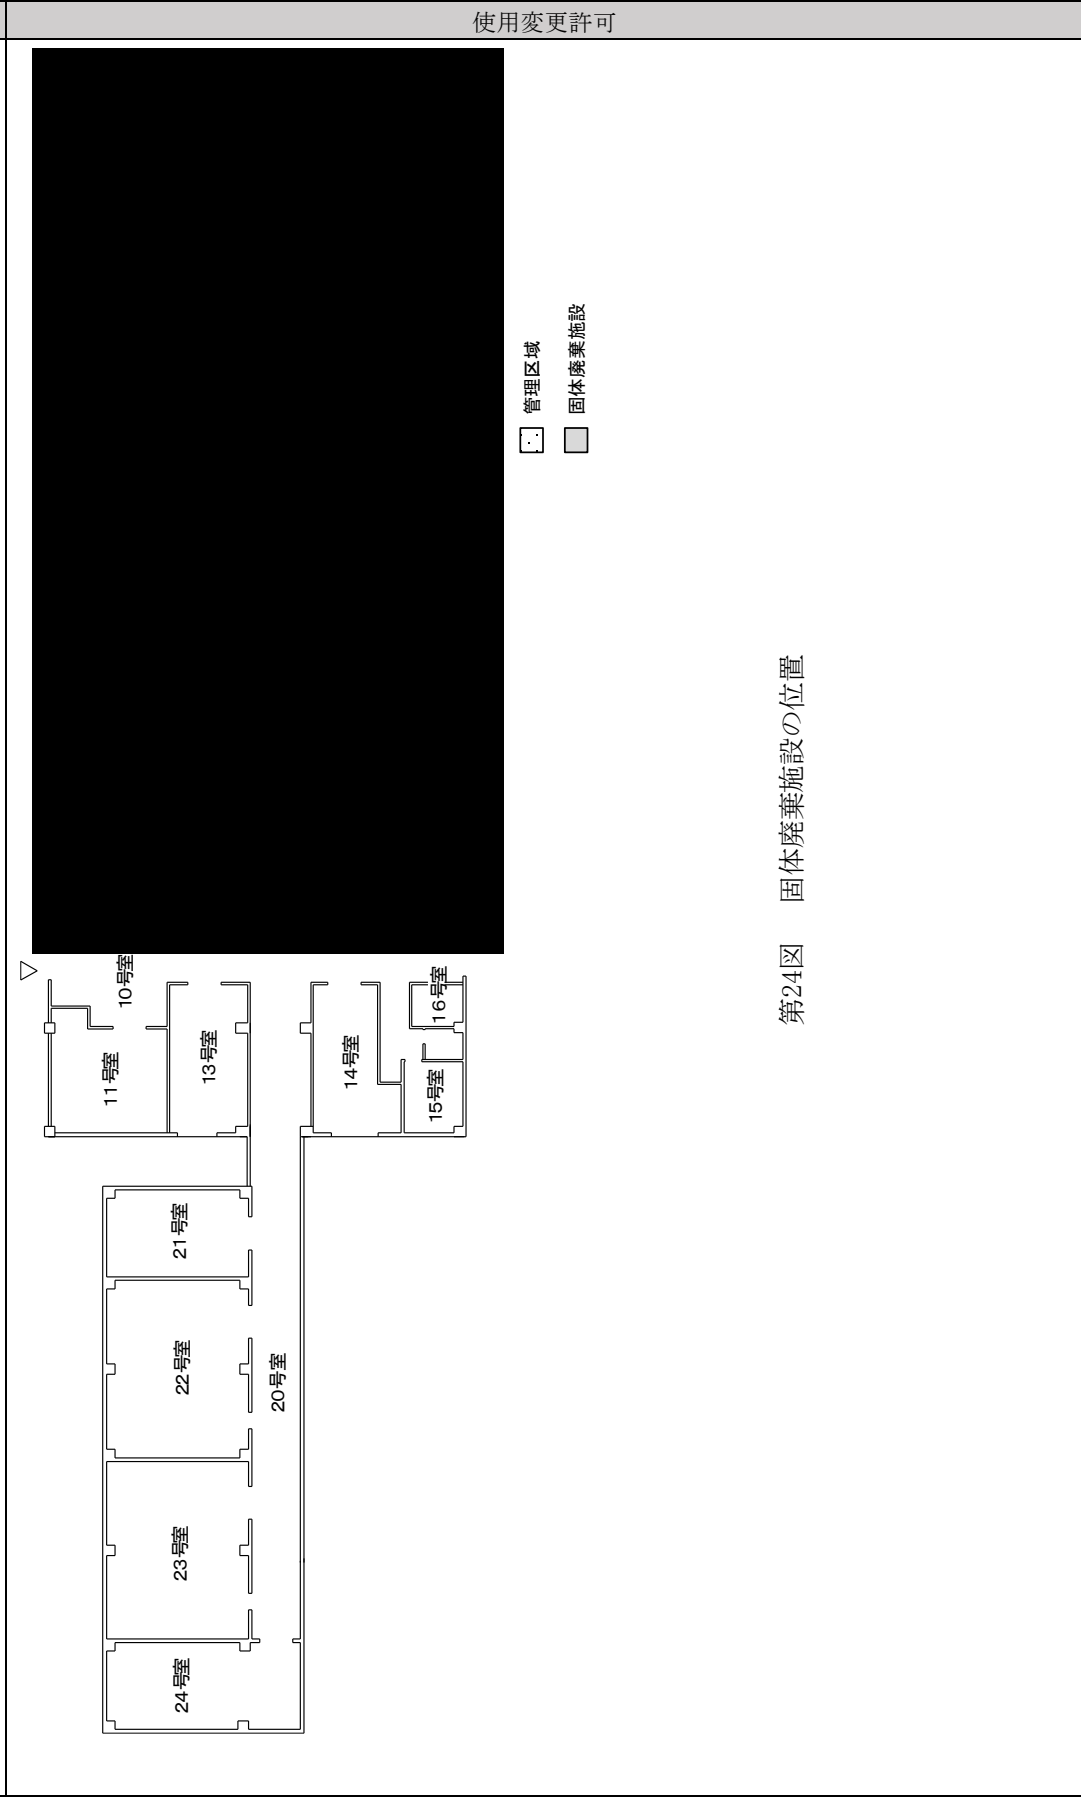 使用変更許可
管理区域
固体廃棄施設
10号室
11号室
13号室
14号室
15号室
16号室
21号室
22号室
20号室
23号室
24号室
第24図 固体廃棄施設の位置